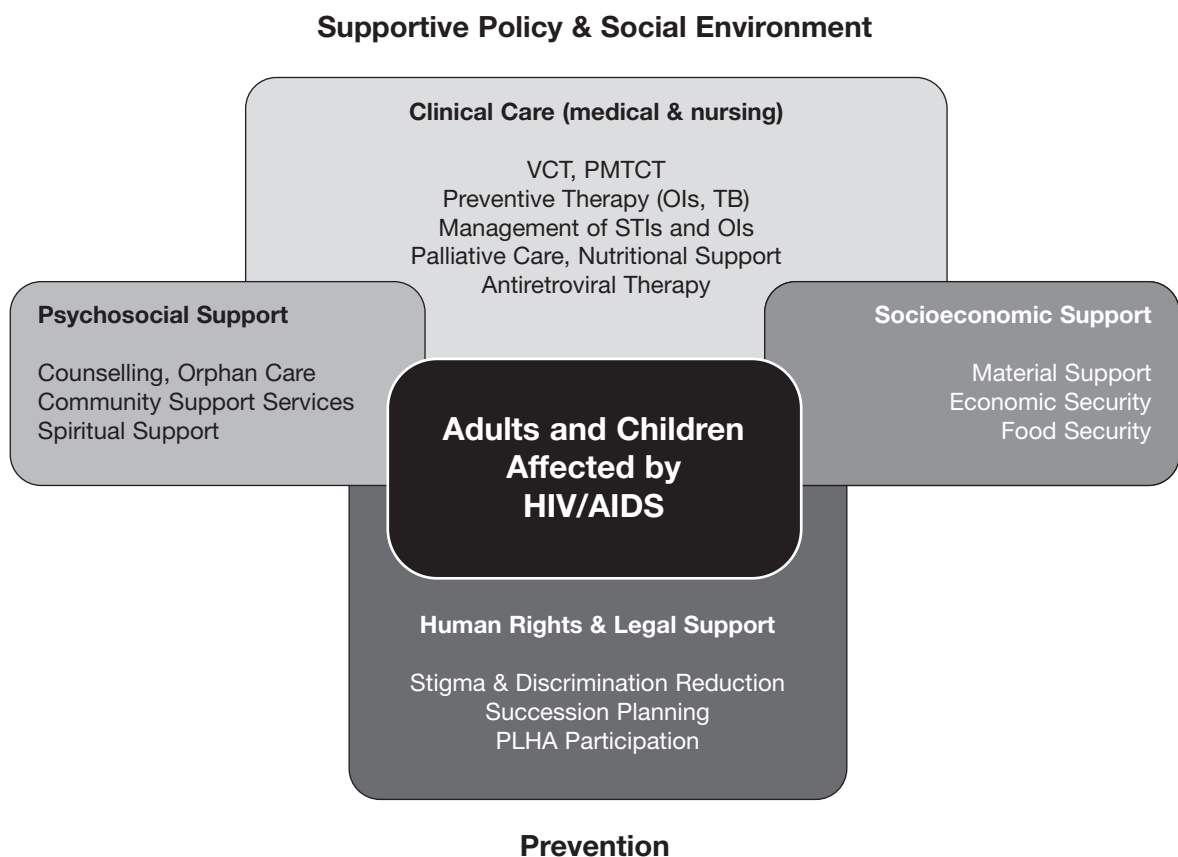 Supportive Policy & Social Environment
Clinical Care (medical & nursing)
VCT, PMTCT
Preventive Therapy (OIs, TB)
Management of STIs and OIs
Palliative Care, Nutritional Support
Antiretroviral Therapy
Psychosocial Support
Counselling, Orphan Care
Community Support Services
Spiritual Support
Socioeconomic Support
Material Support
Economic Security
Food Security
Adults and Children
Affected by
HIV/AIDS
Human Rights & Legal Support
Stigma & Discrimination Reduction
Succession Planning
PLHA Participation
Prevention